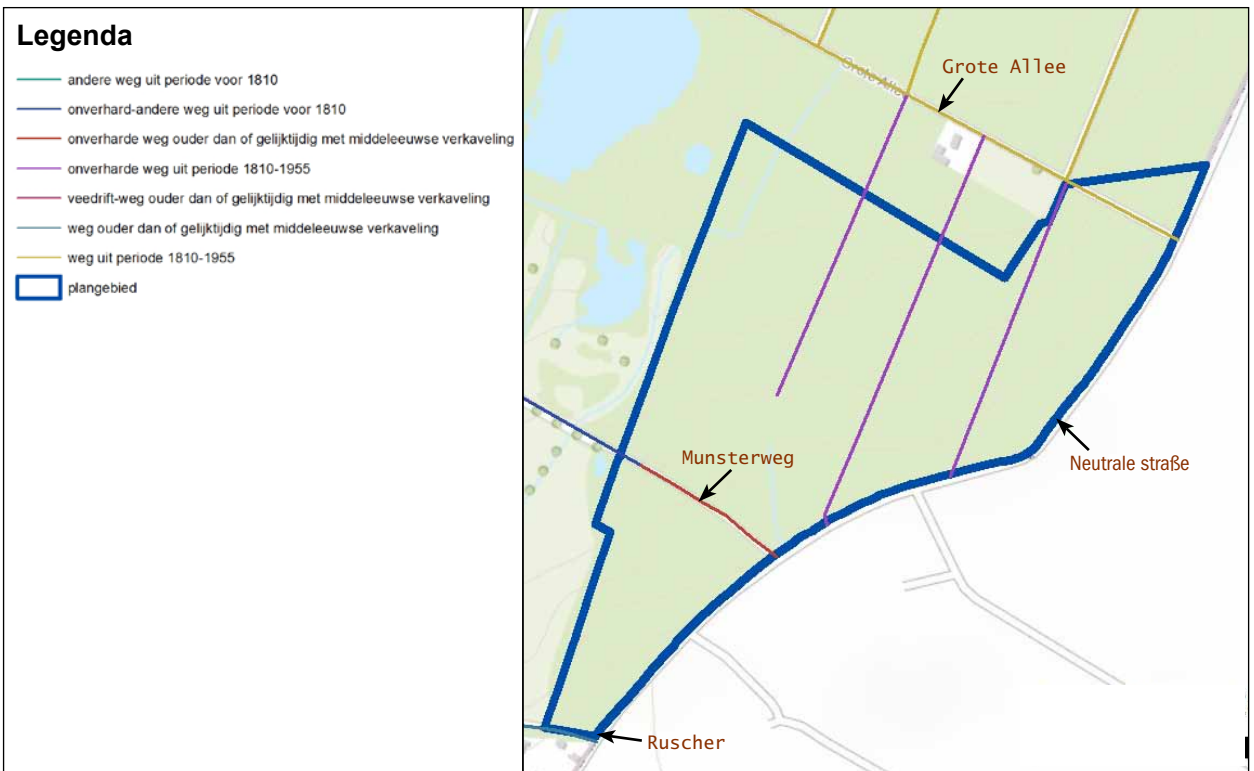 Legenda
andere weg uit periode voor 1810
onverhard-andere weg uit periode voor 1810
onverharde weg ouder dan of gelijktijdig met middeleeuwse verkaveling
onverharde weg uit periode 1810-1955
veedrift-weg ouder dan of gelijktijdig met middeleeuwse verkaveling
weg ouder dan of gelijktijdig met middeleeuwse verkaveling
weg uit periode 1810-1955
plangebied
Grote Allee
Grote Allee
Munsterweg
Neutrale straße
Ruscher